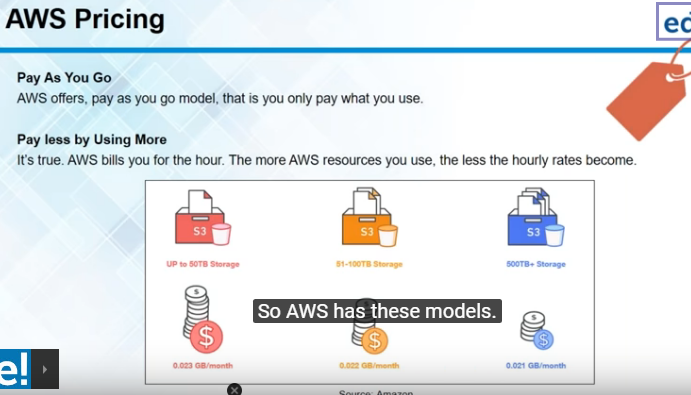 AWS Pricing
ed
Pay As You Go
AWS offers, pay as you go model, that is you only pay what you use.
Pay less by Using More
It's true. AWS bills you for the hour. The more AWS resources you use, the less the hourly rates become.
S3 S3 S3
UP to 50TB Storage 51-100TB Storage 500TB+ Storage
So AWS has these models.
$ $ $
0.023 GB/month 0.022 GB/month 0.021 GB/month
e!
Source: Amazon